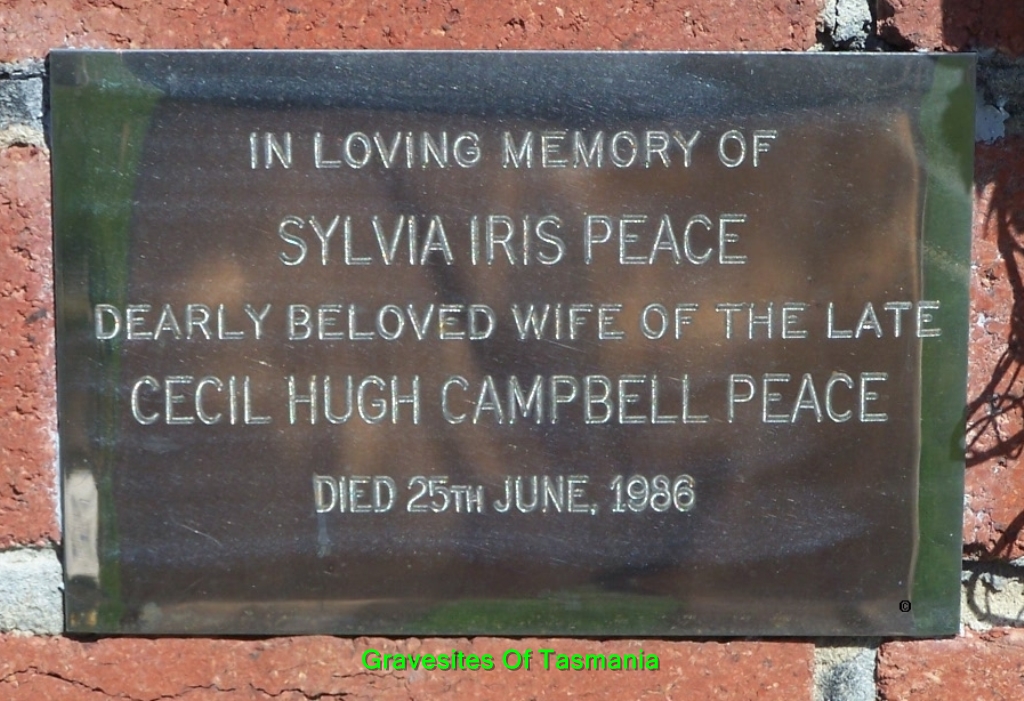 IN LOVING MEMORY OF
SYLVIA IRIS PEACE
DEARLY BELOVED WIFE OF THE LATE
CECIL HUGH CAMPBELL PEACE
DIED 25TH JUNE, 1986
©
Gravesites Of Tasmania